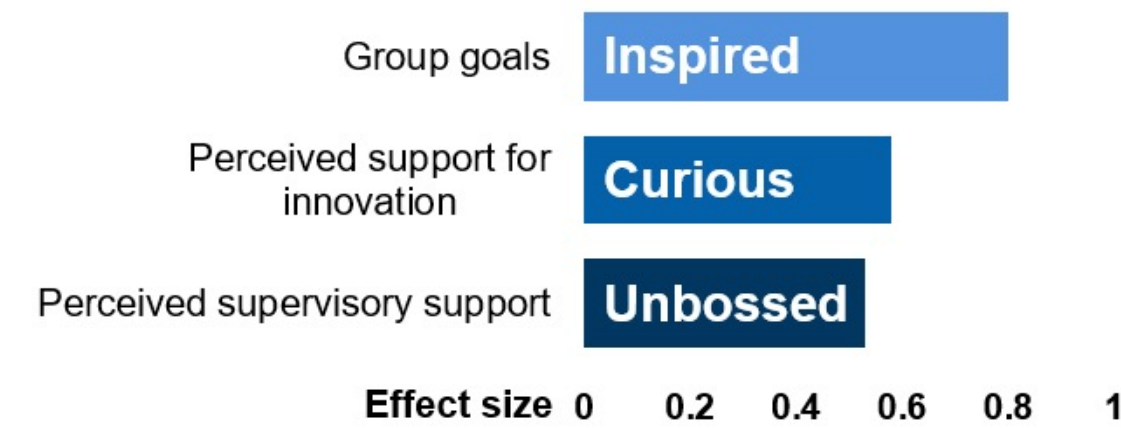 Group goals
Inspired
Perceived support for
innovation
Curious
Perceived supervisory support
Unbossed
Effect size 0 0.2 0.4 0.6 0.8 1